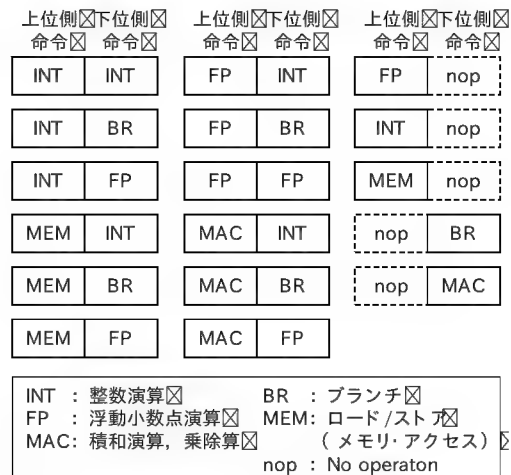 上位側 下位側 上位側 下位側 上位側 下位側
命令 命令 命令 命令 命令 命令
INT INT FP INT FP nop
INT BR FP BR INT nop
INT FP FP FP MEM nop
MEM INT MAC INT nop BR
MEM BR MAC BR nop MAC
MEM FP MAC FP
INT : 整数演算 BR : ブランチ
FP : 浮動小数点演算 MEM: ロード/ストア
MAC: 積和演算, 乗除算 (メモリ・アクセス)
nop : No operaton